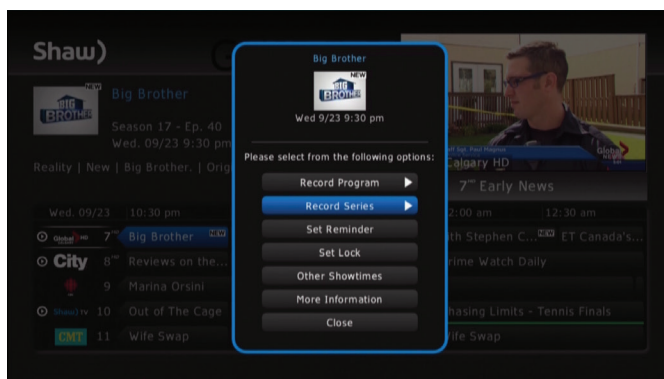 Shaw)
NEW
BIG
BROTHER
Big Brother
Season 17 - Ep. 40
Wed. 09/23 9:30 pm
Reality | New | Big Brother. | Orig
Big Brother
NEW
BIG
BROTHER
Wed 9/23 9:30 pm
Please select from the following options:
Record Program
Record Series
Set Reminder
Set Lock
Other Showtimes
More Information
Close
Calgary HD
Global
NEWS
7 Early News
Wed. 09/23 10:30 pm 2:00 am 12:30 am
Global HD 7 Big Brother NEW ith Stephen C... NEW ET Canada's...
City 8 Reviews on the... rime Watch Daily
9 Marina Orsini
Shaw) tv 10 Out of The Cage hasing Limits - Tennis Finals
CMT 11 Wife Swap ife Swap